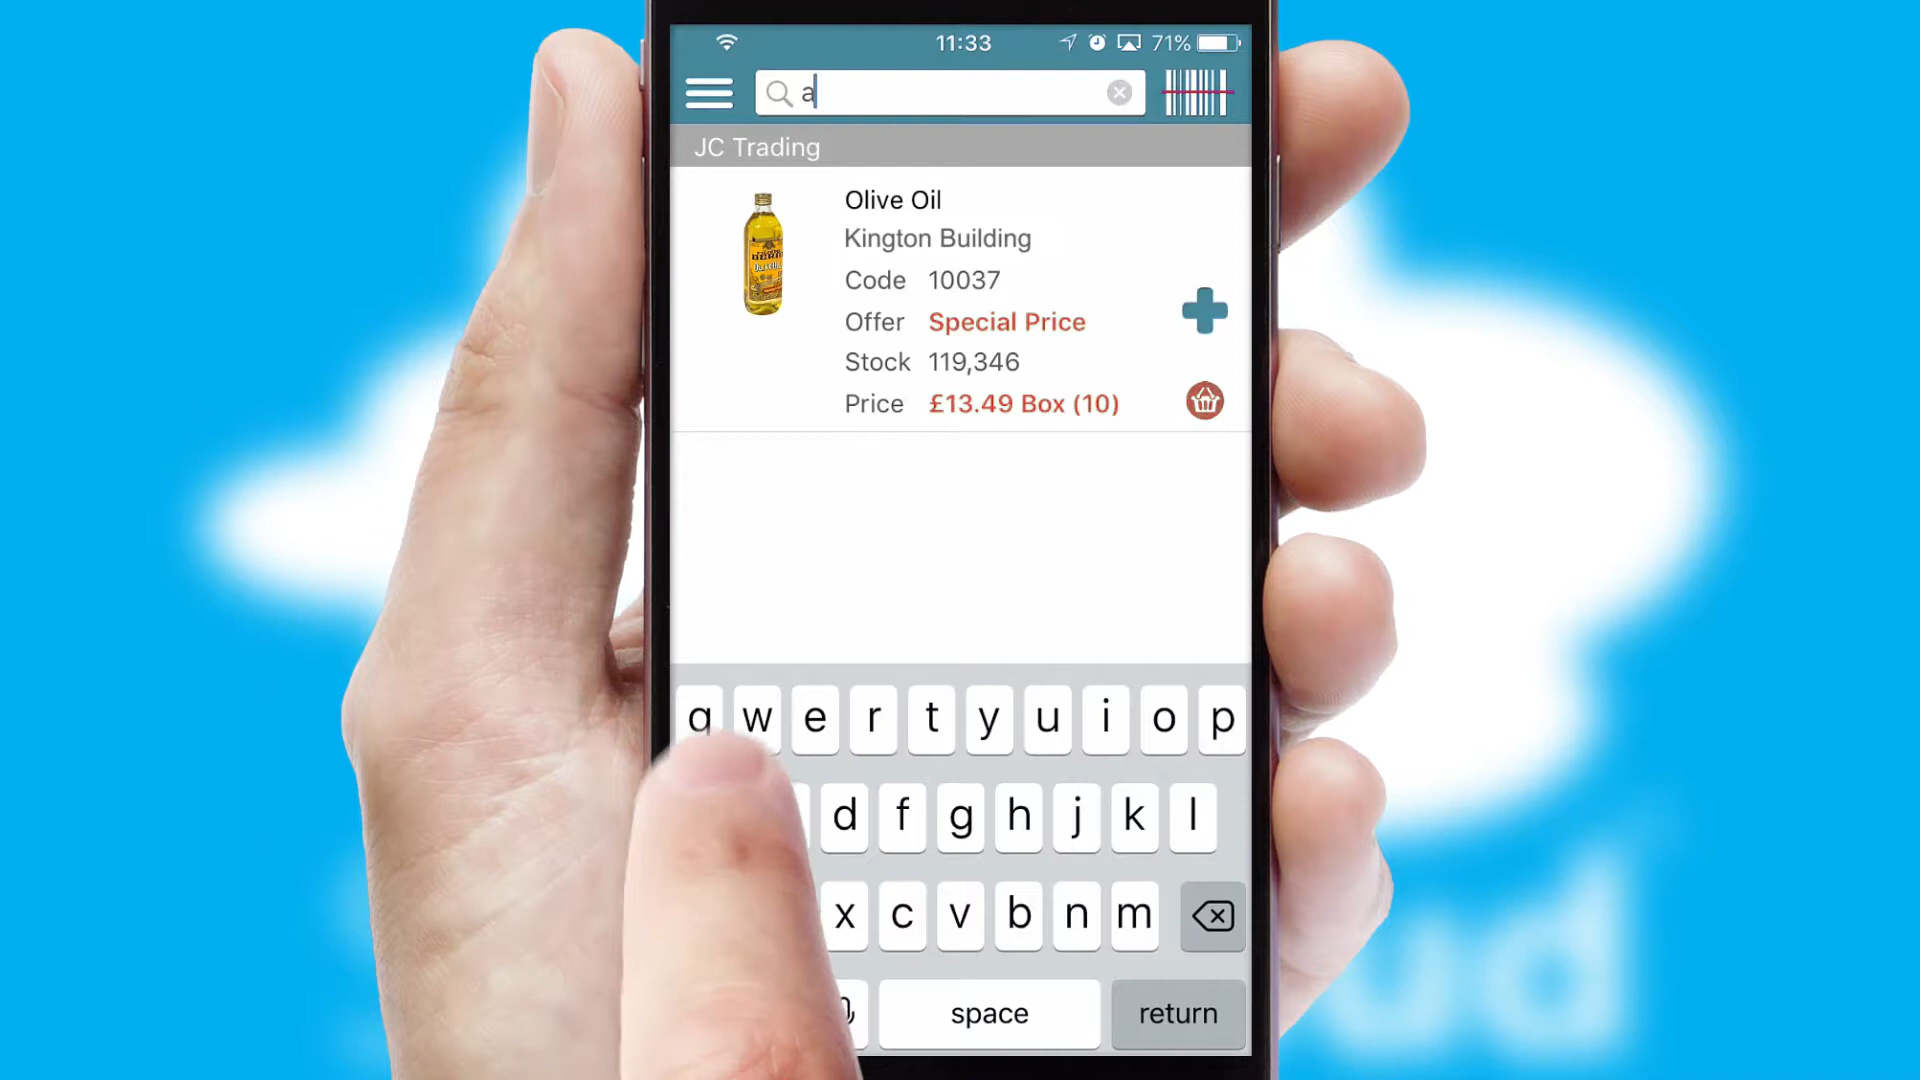 11:33
71%
a
JC Trading
Olive Oil
Kington Building
Code 10037
Offer Special Price
Stock 119,346
Price £13.49 Box (10)
q w e r t y u i o p
d f g h j k l
x c v b n m
space return